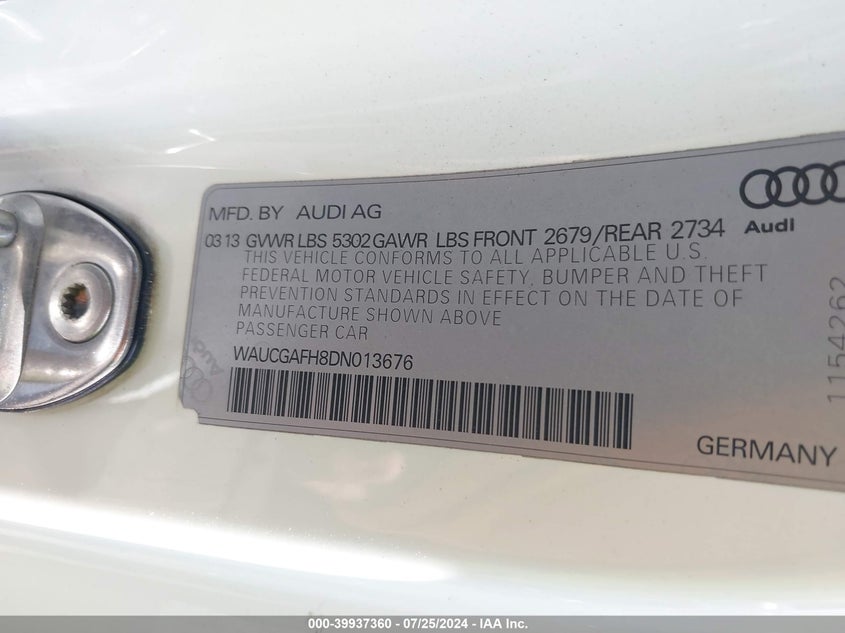 MFD. BY AUDI AG
03 13 GVWR LBS 5302 GAWR LBS FRONT 2679/REAR 2734
THIS VEHICLE CONFORMS TO ALL APPLICABLE U.S.
FEDERAL MOTOR VEHICLE SAFETY, BUMPER AND THEFT
PREVENTION STANDARDS IN EFFECT ON THE DATE OF
MANUFACTURE SHOWN ABOVE
PASSENGER CAR
WAUCGAFH8DN013676
Audi
Audi
1154262
GERMANY
000-39937360 - 07/25/2024 - IAA Inc.